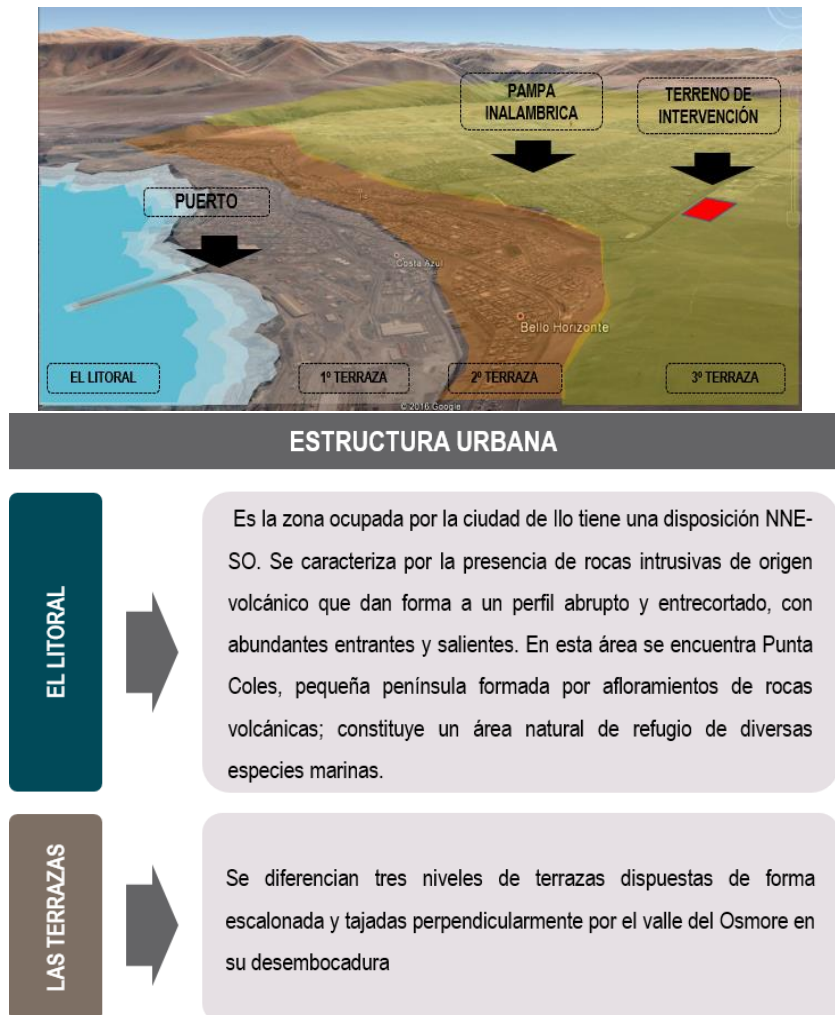 PAMPA
INALAMBRICA
TERRENO DE
INTERVENCIÓN
PUERTO
Costa Azul
Bello Horizonte
EL LITORAL
1º TERRAZA
2º TERRAZA
3º TERRAZA
© 2016 Google
ESTRUCTURA URBANA
EL LITORAL
Es la zona ocupada por la ciudad de Ilo tiene una disposición NNE-
SO. Se caracteriza por la presencia de rocas intrusivas de origen
volcánico que dan forma a un perfil abrupto y entrecortado, con
abundantes entrantes y salientes. En esta área se encuentra Punta
Coles, pequeña península formada por afloramientos de rocas
volcánicas; constituye un área natural de refugio de diversas
especies marinas.
LAS TERRAZAS
Se diferencian tres niveles de terrazas dispuestas de forma
escalonada y tajadas perpendicularmente por el valle del Osmore en
su desembocadura